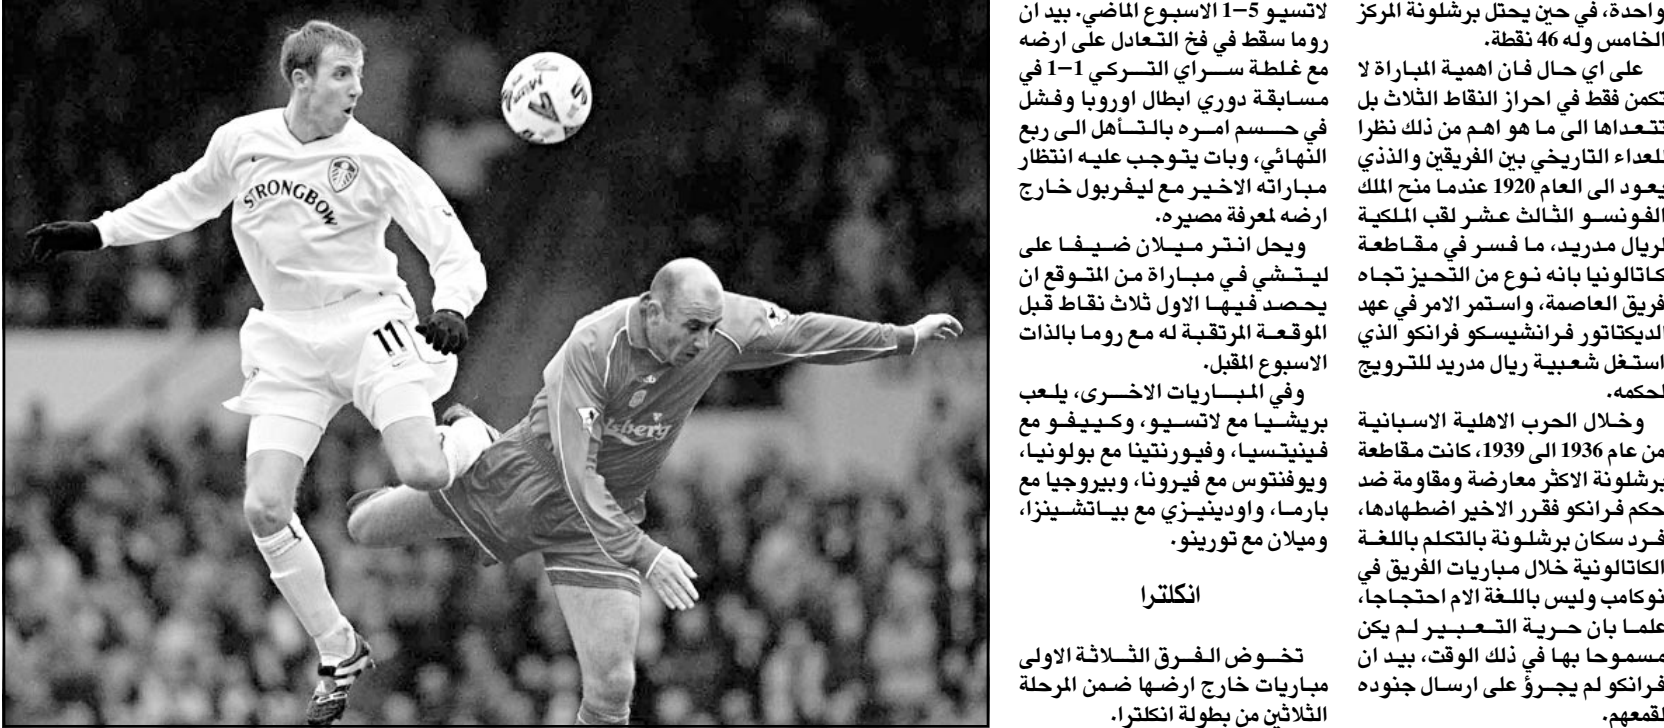 واحدة، في حين يحتل برشلونة المركز
الخامس وله 46 نقطة.
على اي حال فان اهمية المباراة لا
تكمن فقط في احراز النقاط الثلاث بل
تتعداها الى ما هو اهم من ذلك نظرا
للعداء التاريخي بين الفريقين والذذي
يعود الى العام 1920 عندما منح الملك
الفونسو الثالث عشر لقب الملكية
لريال مدريد، ما فسر في مقاطعة
كاتالونيا بانه نوع من التحيز تجاه
فريق العاصمة، واستمر الامر في عهد
الديكتاتور فرانشيسكو فرانكو الذي
استغل شعبية ريال مدريد للترويج
لحكمه.
وخلال الحرب الاهلية الاسبانية
من عام 1936 الى 1939، كانت مقاطعة
برشلونة الاكثر معارضة ومقاومة ضد
حكم فرانكو فقرر الاخير اضطهادها،
فرد سكان برشلونة بالتكلم باللغة
الكاتالونية خلال مباريات الفريق في
نوكامب وليس باللغة الام احتجاجا،
علما بان حرية التعبير لم يكن
مسموحا بها في ذلك الوقت، بيد ان
فرانكو لم يجرؤ على ارسال جنوده
لقمعهم.
لاتسيو 5–1 الاسبوع الماضي. بيد ان
روما سقط في فخ التعادل على ارضه
مع غلطة سراي التركي 1–1 في
مسابقة دوري ابطال اوروبا وفشل
في حسم امره بالتأهل الى ربع
النهائي، وبات يتوجب عليه انتظار
مباراته الاخير مع ليفربول خارج
ارضه لمعرفة مصيره.
ويحل انتر ميلان ضيفا على
ليتشي في مباراة من المتوقع ان
يحصد فيها الاول ثلاث نقاط قبل
الموقعة المرتقبة له مع روما بالذات
الاسبوع المقبل.
وفي المباريات الاخرى، يلعب
بريشيا مع لاتسيو، وكييفو مع
فينيتسيا، وفيورنتينا مع بولونيا،
ويوفنتوس مع فيرونا، وبيروجيا مع
بارما، واودينيزي مع بياتشينزا،
وميلان مع تورينو.
انكلترا
تخوض الفرق الثلاثة الاولى
مباريات خارج ارضها ضمن المرحلة
الثلاثين من بطولة انكلترا.
STRONGBOW
11
lsberg